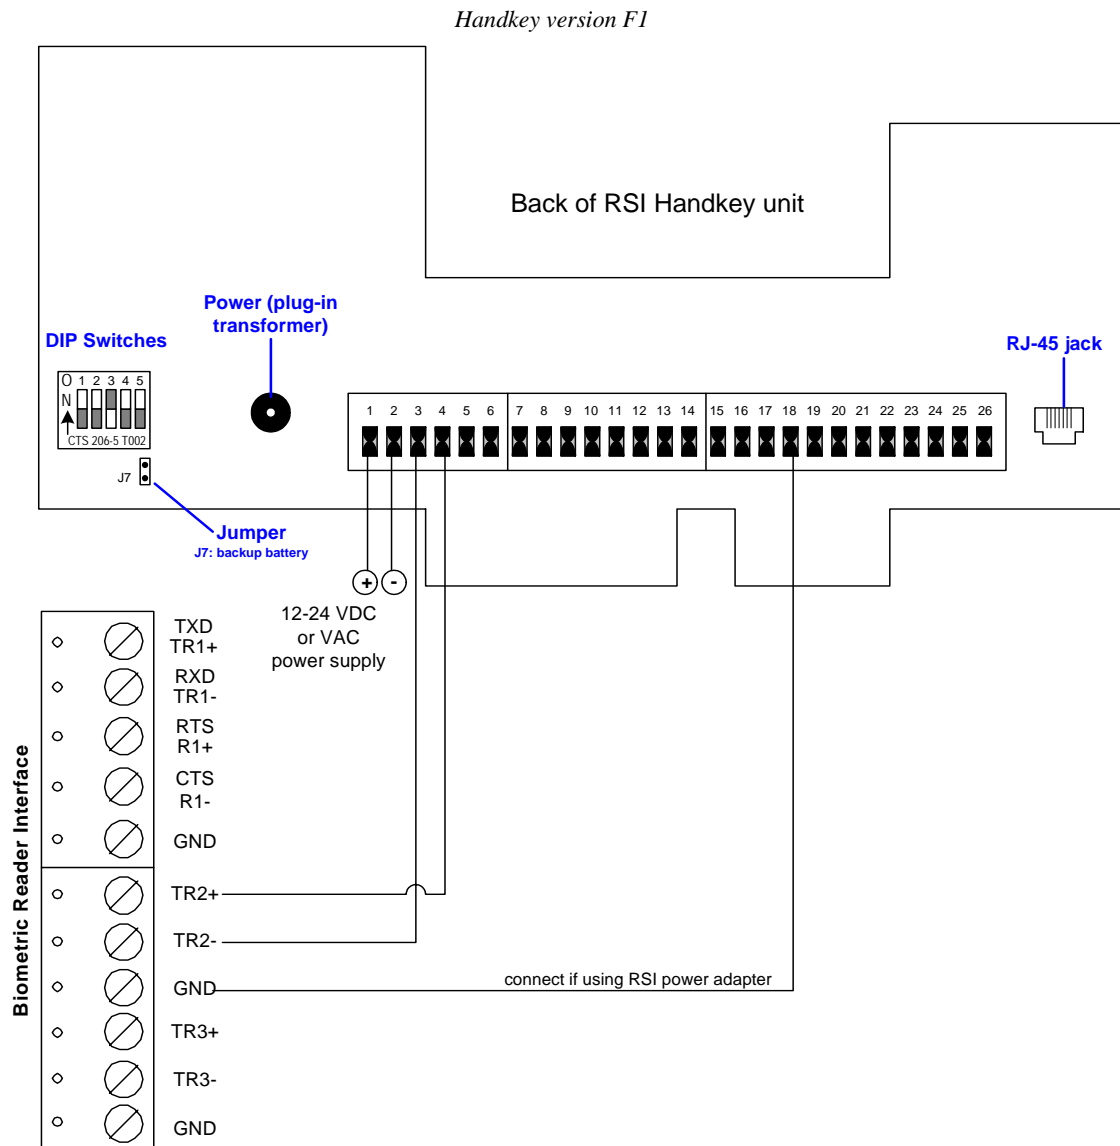 Handkey version F1
Back of RSI Handkey unit
Power (plug-in
transformer)
DIP Switches
RJ-45 jack
O 1 2 3 4 5
N
CTS 206-5 T002
1 2 3 4 5 6 7 8 9 10 11 12 13 14 15 16 17 18 19 20 21 22 23 24 25 26
J7
Jumper
J7: backup battery
+ -
12-24 VDC
or VAC
power supply
Biometric Reader Interface
TXD
TR1+
RXD
TR1-
RTS
R1+
CTS
R1-
GND
TR2+
TR2-
GND
connect if using RSI power adapter
TR3+
TR3-
GND